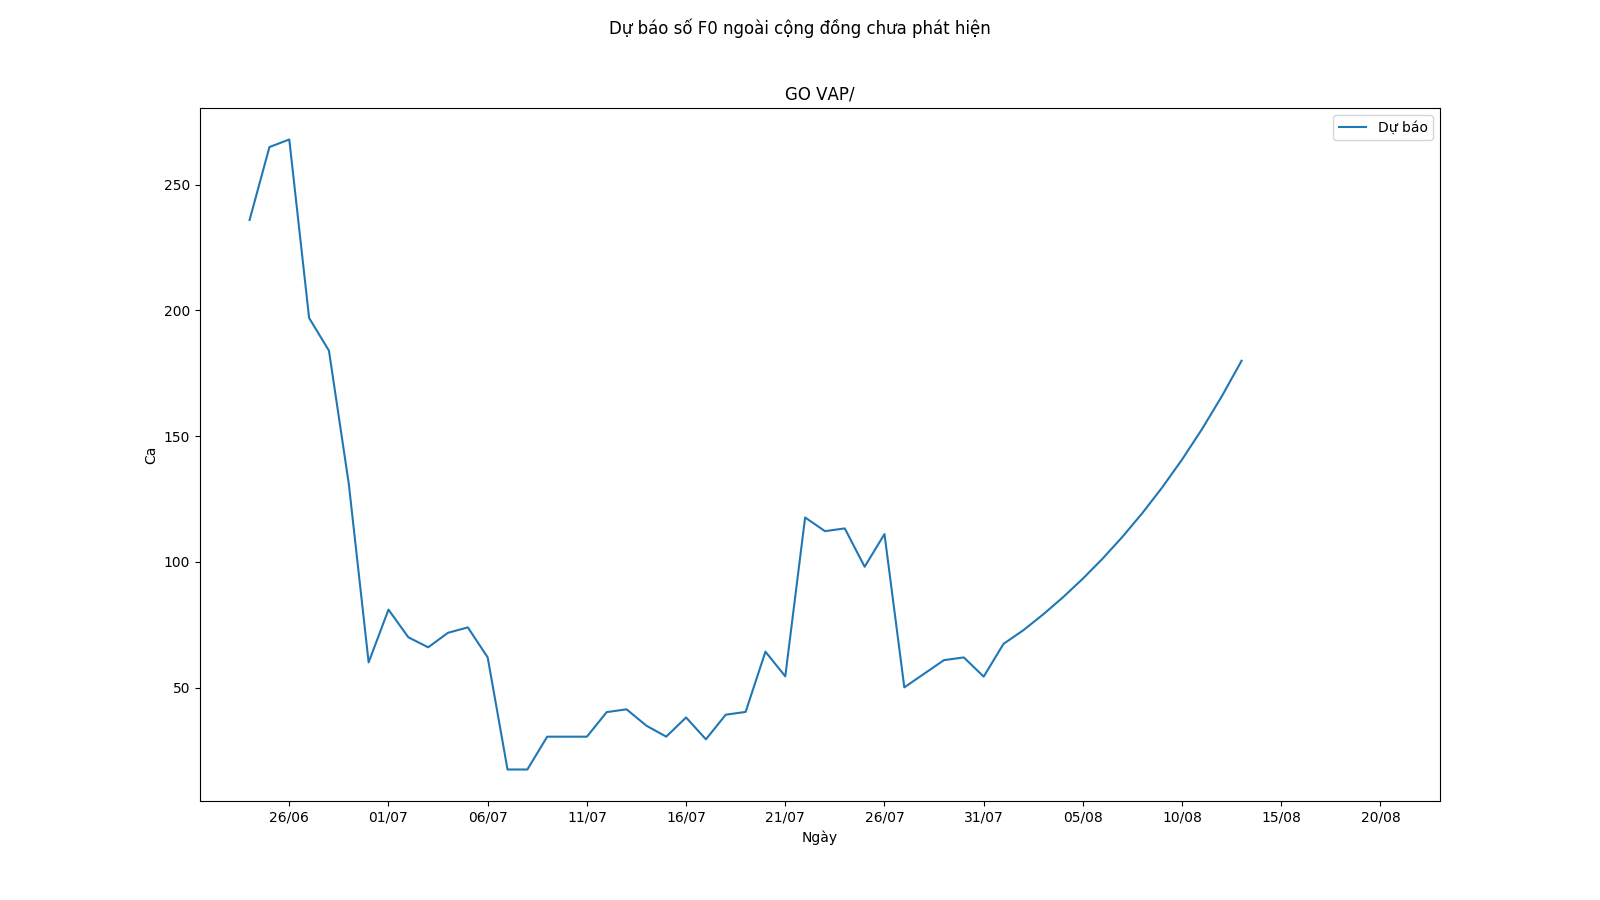 Dự báo số F0 ngoài cộng đồng chưa phát hiện
GO VAP/
Dự báo
250
200
150
100
50
Ca
26/06 01/07 06/07 11/07 16/07 21/07 26/07 31/07 05/08 10/08 15/08 20/08
Ngày